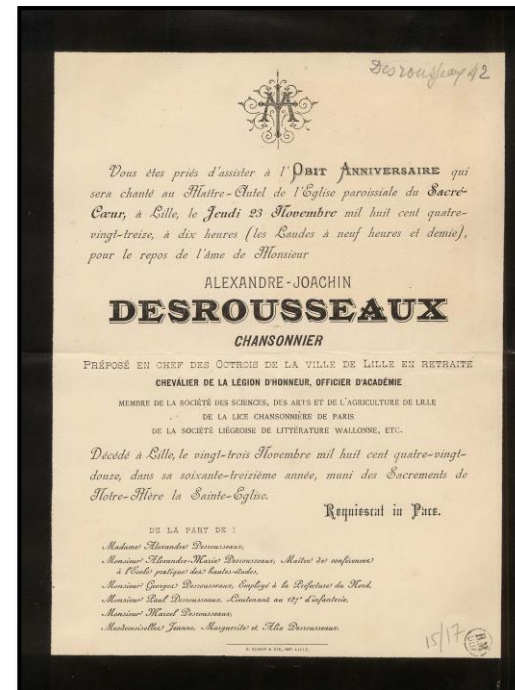 Desrousseaux 42
Vous êtes priés d'assister à l'OBIT ANNIVERSAIRE qui
sera chanté au Maître-Autel de l'Eglise paroissiale du Sacré-
Cœur, à Lille, le Jeudi 23 Novembre mil huit cent quatre-
vingt-treize, à dix heures (les Laudes à neuf heures et demie),
pour le repos de l'âme de Monsieur
ALEXANDRE-JOACHIN
DESROUSSEAUX
CHANSONNIER
PRÉPOSÉ EN CHEF DES OCTROIS DE LA VILLE DE LILLE EN RETRAITE
CHEVALIER DE LA LÉGION D'HONNEUR, OFFICIER D'ACADÉMIE
MEMBRE DE LA SOCIÉTÉ DES SCIENCES, DES ARTS ET DE L'AGRICULTURE DE LILLE
DE LA LICE CHANSONNIÈRE DE PARIS
DE LA SOCIÉTÉ LIÉGEOISE DE LITTÉRATURE WALLONNE, ETC.
Décédé à Lille, le vingt-trois Novembre mil huit cent quatre-vingt-
douze, dans sa soixante-treizième année, muni des Sacrements de
Notre-Mère la Sainte-Eglise.
Requiescat in Pace.
DE LA PART DE :
Madame Alexandre Desrousseaux,
Monsieur Alexandre-Marie Desrousseaux, Maître de conférences
à l'Ecole pratique des hautes-études,
Monsieur Georges Desrousseaux, Employé à la Préfecture du Nord,
Monsieur Paul Desrousseaux, Lieutenant au 127e d'infanterie,
Monsieur Marcel Desrousseaux,
Mesdemoiselles Jeanne, Marguerite et Alix Desrousseaux.
15/17
LILLE